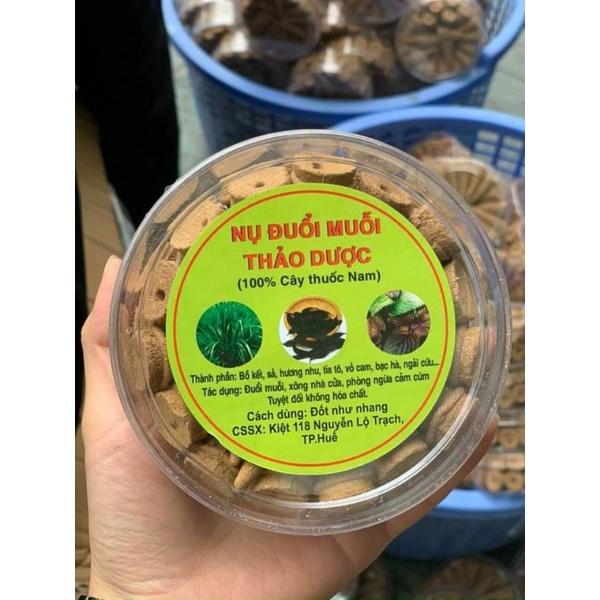 NỤ ĐUỔI MUỖI
THẢO DƯỢC
(100% Cây thuốc Nam)
Thành phần: Bồ kết, sả, hương nhu, tía tô, vỏ cam, bạc hà, ngải cứu...
Tác dụng: Đuổi muỗi, xông nhà cửa, phòng ngừa cảm cúm
Tuyệt đối không hóa chất.
Cách dùng: Đốt như nhang
CSSX: Kiệt 118 Nguyễn Lộ Trạch,
TP.Huế